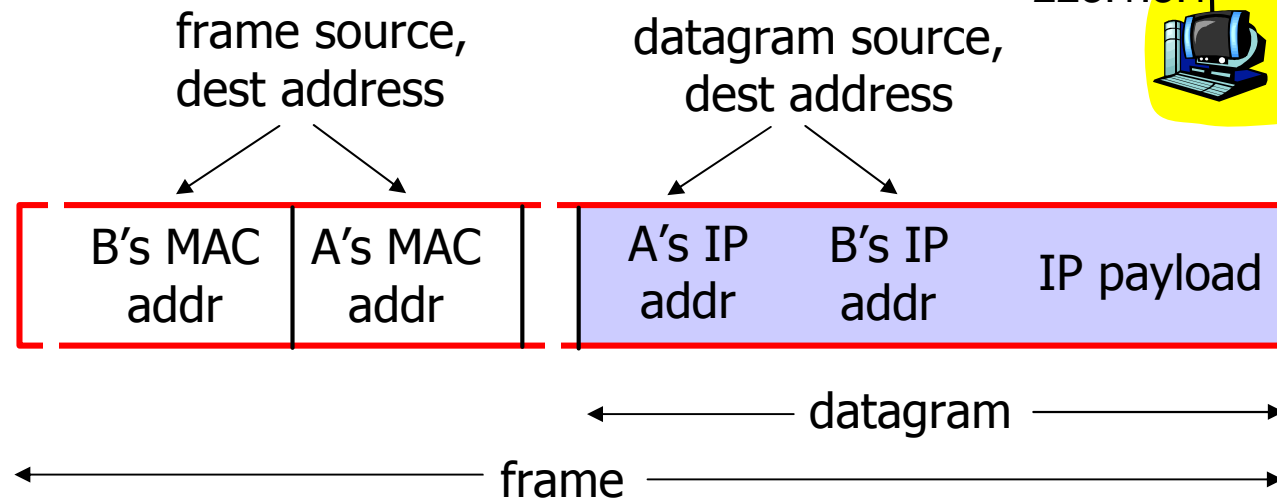 frame source,
dest address
datagram source,
dest address
B's MAC
addr
A's MAC
addr
A's IP
addr
B's IP
addr
IP payload
datagram
frame